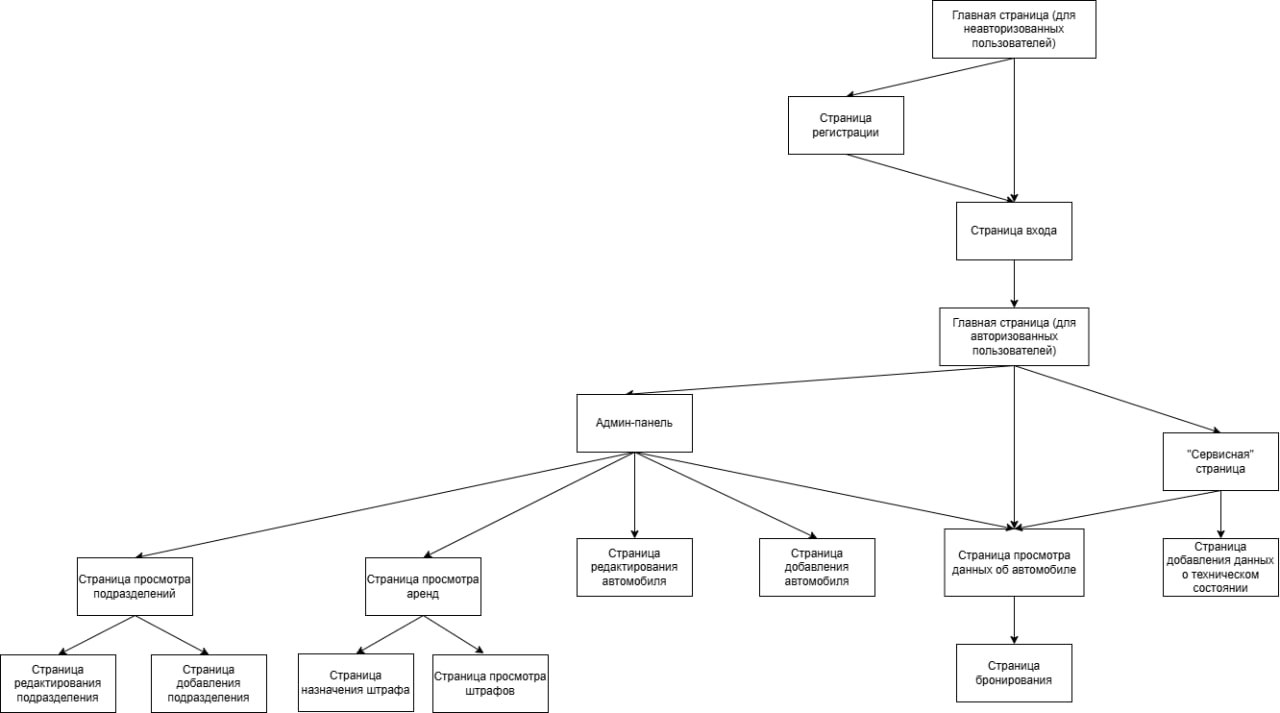 Главная страница (для
неавторизованных
пользователей)
Страница
регистрации
Страница входа
Главная страница (для
авторизованных
пользователей)
Админ-панель
"Сервисная"
страница
Страница просмотра
подразделений
Страница просмотра
аренд
Страница
редактирования
автомобиля
Страница
добавления
автомобиля
Страница просмотра
данных об автомобиле
Страница
добавления данных
о техническом
состоянии
Страница
редактирования
подразделения
Страница
добавления
подразделения
Страница
назначения штрафа
Страница просмотра
штрафов
Страница
бронирования